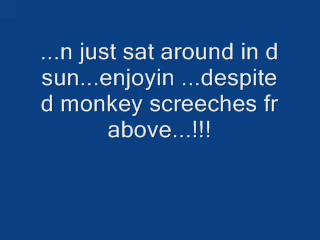 ...n just sat around in d
sun...enjoyin ...despite
d monkey screeches fr
above...!!!